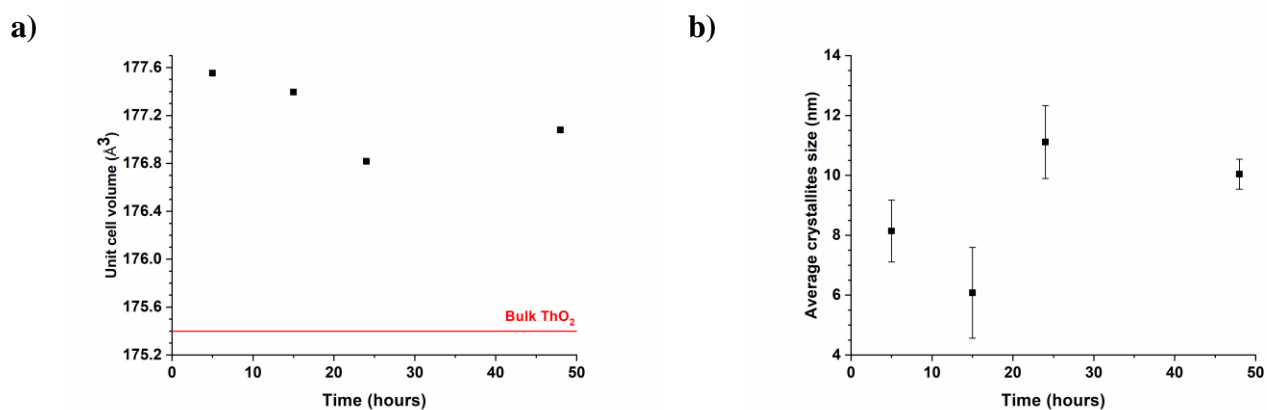 a)
177.6
177.2
176.8
176.4
176.0
175.6
175.2
Unit cell volume (Å³)
Bulk ThO₂
0 10 20 30 40 50
Time (hours)
b)
14
12
10
8
6
4
Average crystallites size (nm)
0 10 20 30 40 50
Time (hours)